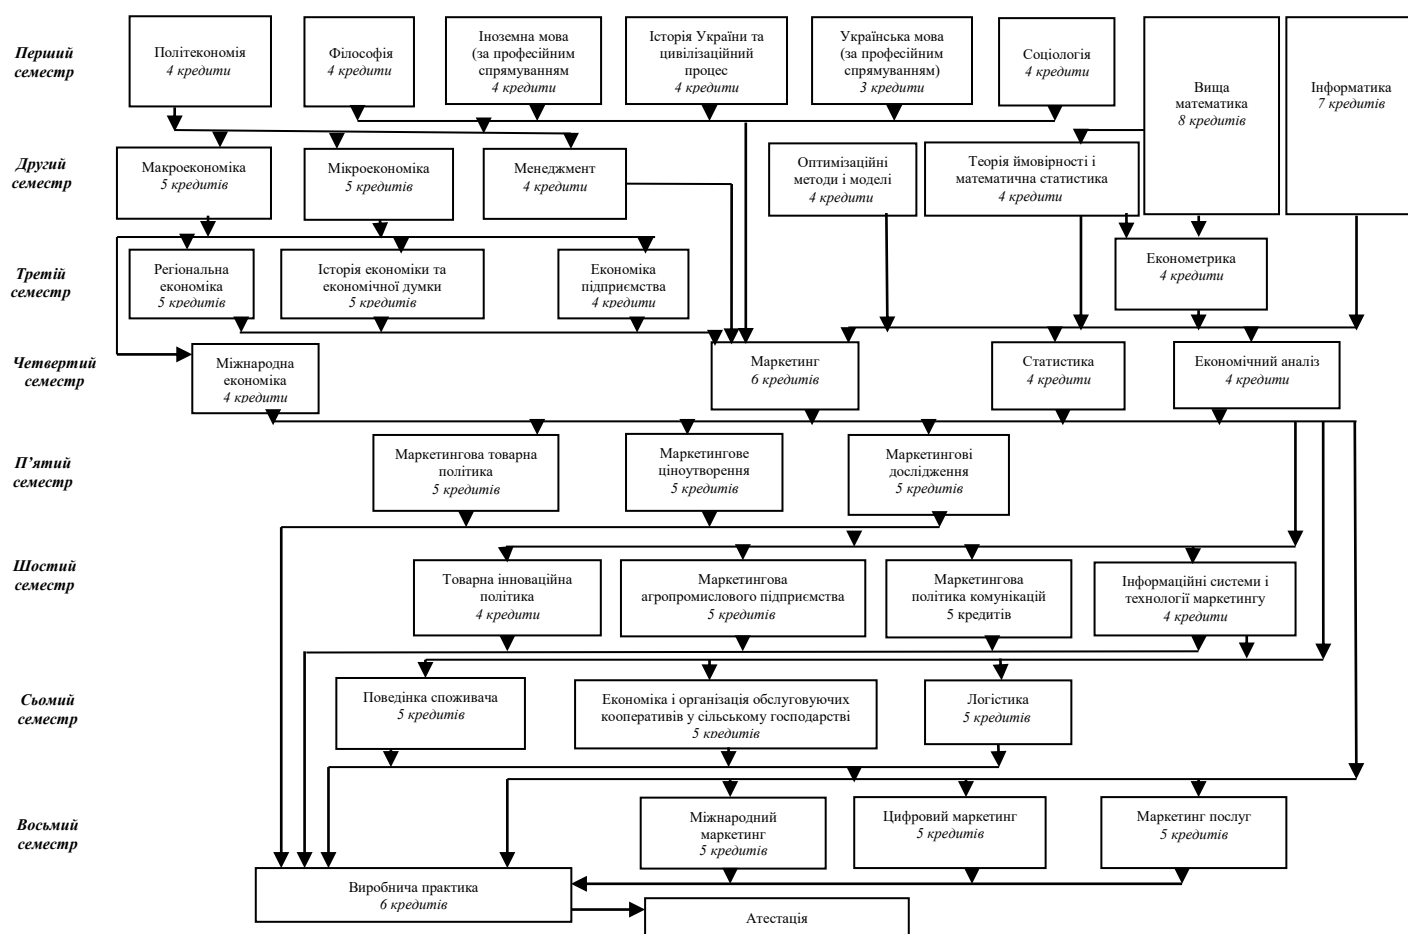 Перший
семестр
Політекономія
4 кредити
Філософія
4 кредити
Іноземна мова
(за професійним
спрямуванням
4 кредити
Історія України та
цивілізаційний
процес
4 кредити
Українська мова
(за професійним
спрямуванням)
3 кредити
Соціологія
4 кредити
Вища
математика
8 кредитів
Інформатика
7 кредитів
Другий
семестр
Макроекономіка
5 кредитів
Мікроекономіка
5 кредитів
Менеджмент
4 кредити
Оптимізаційні
методи і моделі
4 кредити
Теорія ймовірності і
математична статистика
4 кредити
Третій
семестр
Регіональна
економіка
5 кредитів
Історія економіки та
економічної думки
5 кредитів
Економіка
підприємства
4 кредити
Економетрика
4 кредити
Четвертий
семестр
Міжнародна
економіка
4 кредити
Маркетинг
6 кредитів
Статистика
4 кредити
Економічний аналіз
4 кредити
П’ятий
семестр
Маркетингова товарна
політика
5 кредитів
Маркетингове
ціноутворення
5 кредитів
Маркетингові
дослідження
5 кредитів
Шостий
семестр
Товарна інноваційна
політика
4 кредити
Маркетингова
агропромислового підприємства
5 кредитів
Маркетингова
політика комунікацій
5 кредитів
Інформаційні системи і
технології маркетингу
4 кредити
Сьомий
семестр
Поведінка споживача
5 кредитів
Економіка і організація обслуговуючих
кооперативів у сільському господарстві
5 кредитів
Логістика
5 кредитів
Восьмий
семестр
Міжнародний
маркетинг
5 кредитів
Цифровий маркетинг
5 кредитів
Маркетинг послуг
5 кредитів
Виробнича практика
6 кредитів
Атестація